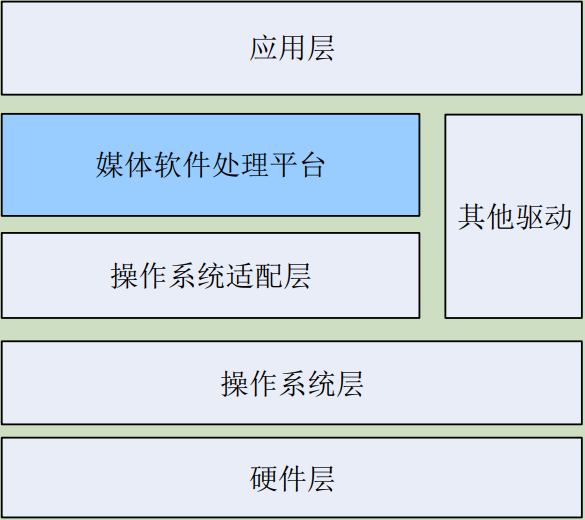 应用层
媒体软件处理平台
其他驱动
操作系统适配层
操作系统层
硬件层